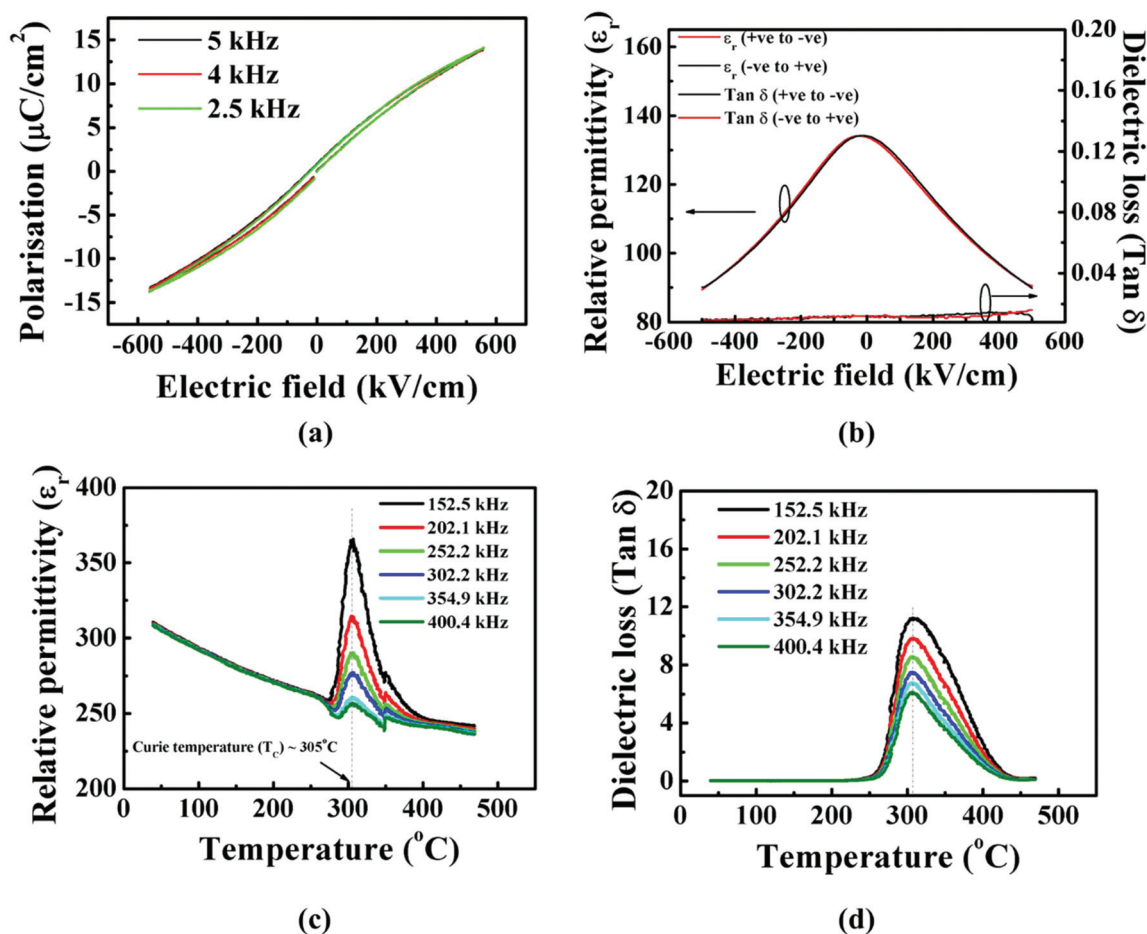 Polarisation (μC/cm²)
15
10
5
0
-5
-10
-15
5 kHz
4 kHz
2.5 kHz
-600 -400 -200 0 200 400 600
Electric field (kV/cm)
(a)
Relative permittivity (εr)
160
140
120
100
80
εr (+ve to -ve)
εr (-ve to +ve)
Tan δ (+ve to -ve)
Tan δ (-ve to +ve)
0.20
0.16
0.12
0.08
0.04
0.00
Dielectric loss (Tan δ)
-600 -400 -200 0 200 400 600
Electric field (kV/cm)
(b)
Relative permittivity (εr)
400
350
300
250
200
152.5 kHz
202.1 kHz
252.2 kHz
302.2 kHz
354.9 kHz
400.4 kHz
Curie temperature (TC) ~ 305°C
0 100 200 300 400 500
Temperature (°C)
(c)
Dielectric loss (Tan δ)
20
16
12
8
4
0
152.5 kHz
202.1 kHz
252.2 kHz
302.2 kHz
354.9 kHz
400.4 kHz
0 100 200 300 400 500
Temperature (°C)
(d)